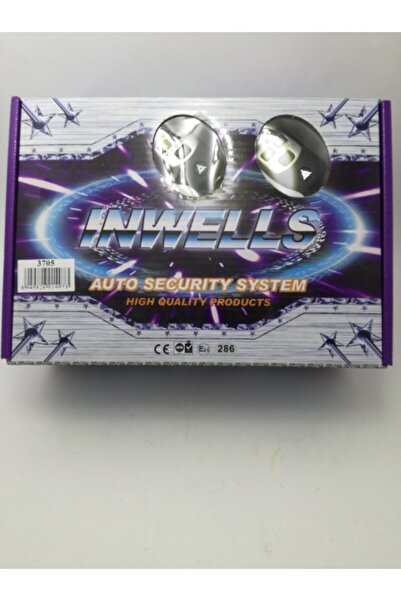 INWELLS
3705
AUTO SECURITY SYSTEM
HIGH QUALITY PRODUCTS
CE 286